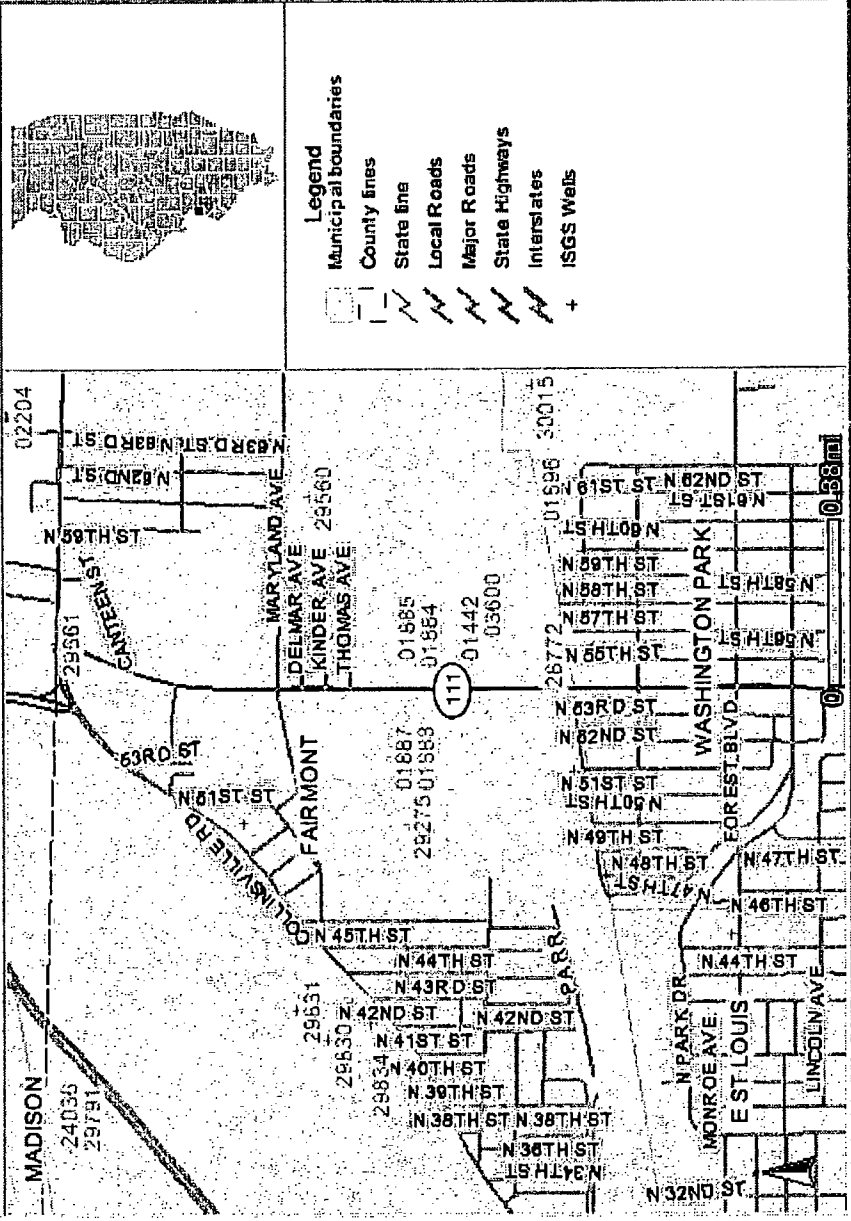 Legend
Municipal boundaries
County lines
State line
Local Roads
Major Roads
State Highways
Interstates
ISGS Wells
MADISON
24036
29791
02204
N 83RD ST
N 63RD ST
N 62ND ST
N 59TH ST
CANTEEN ST
29561
63RD ST
N 51ST ST
COLLINSVILLE RD
FAIRMONT
MARYLAND AVE
DELMAR AVE
KINDER AVE
THOMAS AVE
29560
N 45TH ST
N 44TH ST
N 43RD ST
N 42ND ST
N 42ND ST
N 41ST ST
N 40TH ST
N 39TH ST
N 38TH ST
N 38TH ST
N 36TH ST
N 34TH ST
29831
29830
29834
01887
29275
01883
01885
01884
111
01442
03600
PARK
26772
01696
30015
N 61ST ST
N 62ND ST
N 61ST ST
N 60TH ST
N 59TH ST
N 58TH ST
N 58TH ST
N 57TH ST
N 56TH ST
N 55TH ST
N 53RD ST
N 52ND ST
N 51ST ST
N 50TH ST
N 49TH ST
N 48TH ST
N 47TH ST
N 47TH ST
N 46TH ST
N 44TH ST
WASHINGTON PARK
FOREST BLVD
N PARK DR
MONROE AVE
E ST LOUIS
LINCOLN AVE
N 32ND ST
0
0.38mi